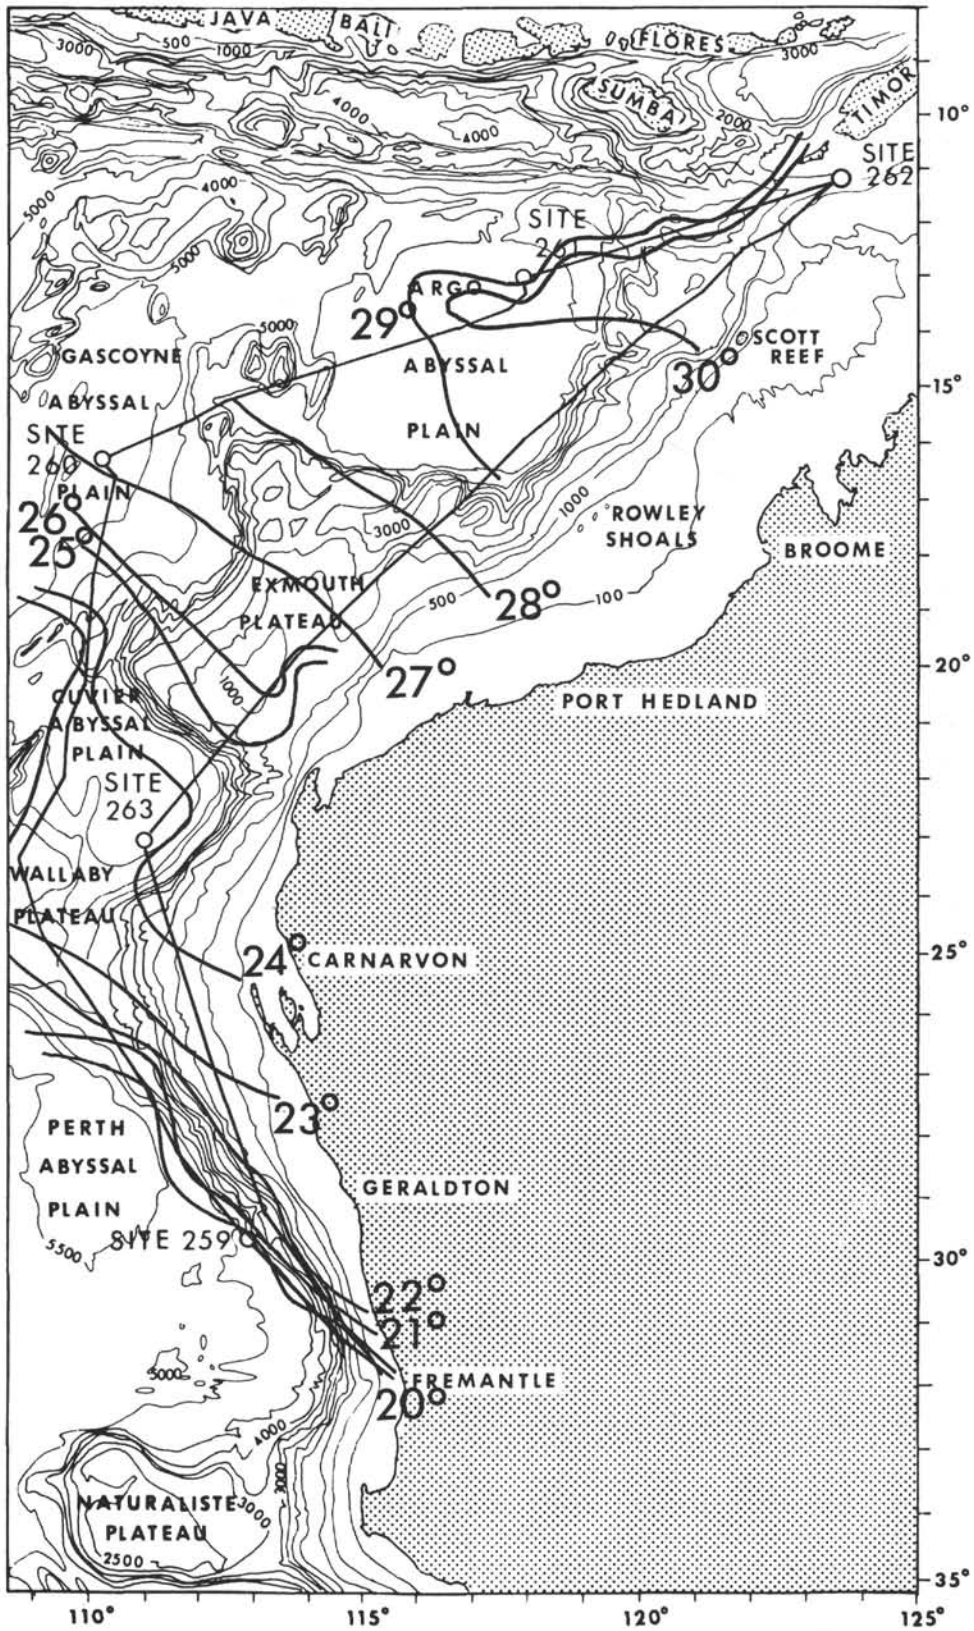 JAVA
BALI
FLORES
3000
500
1000
3000
SUMBA
TIMOR
4000
4000
2000
10°
SITE
262
5000
4000
5000
SITE
ARGO
29°
5000
ABYSSAL
SCOTT
REEF
30°
GASCOYNE
ABYSSAL
15°
SITE
260
PLAIN
PLAIN
3000
1000
ROWLEY
SHOALS
BROOME
26°
25°
EXMOUTH
PLATEAU
500
28°
100
27°
20°
1000
CUVIER
ABYSSAL
PLAIN
PORT HEDLAND
SITE
263
WALLABY
PLATEAU
24°
CARNARVON
25°
23°
PERTH
ABYSSAL
PLAIN
GERALDTON
5500
SITE 259
30°
22°
21°
5000
FREMANTLE
20°
4000
3000
NATURALISTE
PLATEAU
3000
2500
35°
110°
115°
120°
125°